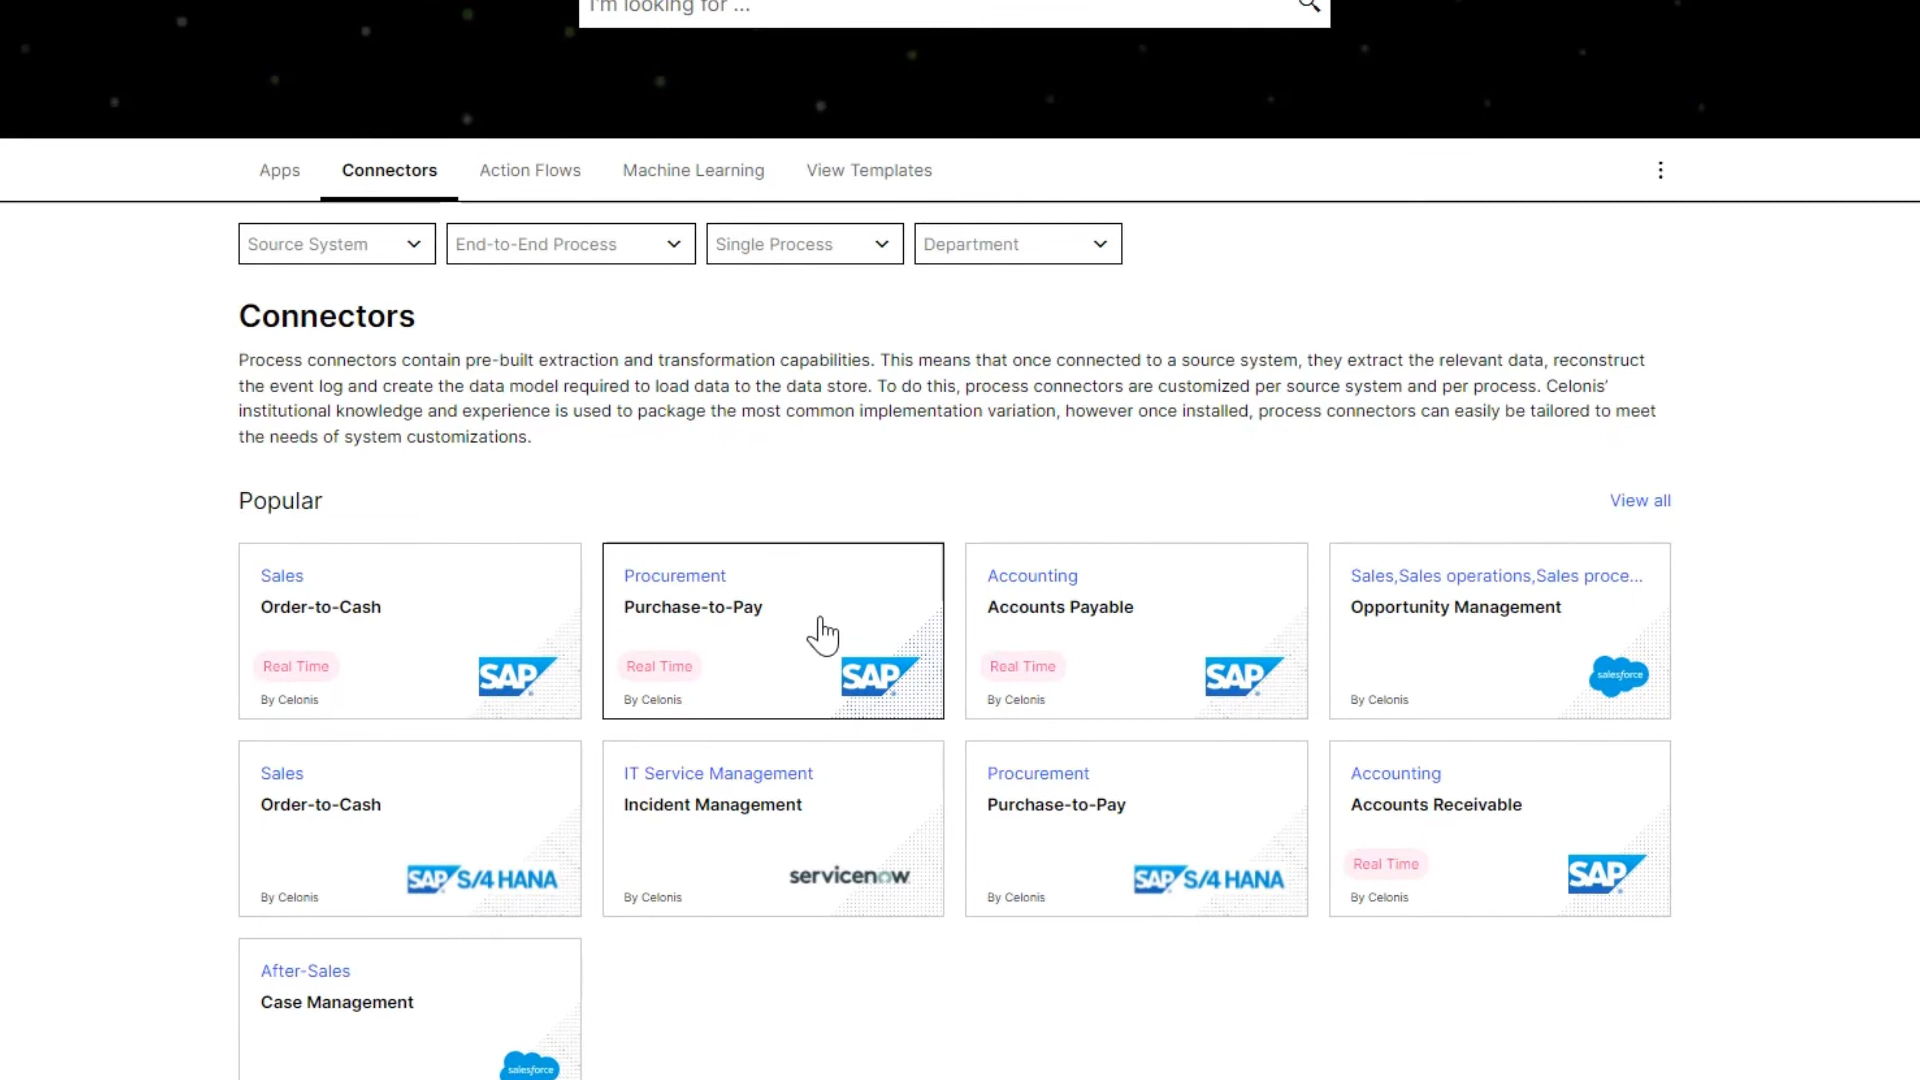 I'm looking for ...
Apps
Connectors
Action Flows
Machine Learning
View Templates
Source System
End-to-End Process
Single Process
Department
Connectors
Process connectors contain pre-built extraction and transformation capabilities. This means that once connected to a source system, they extract the relevant data, reconstruct
the event log and create the data model required to load data to the data store. To do this, process connectors are customized per source system and per process. Celonis’
institutional knowledge and experience is used to package the most common implementation variation, however once installed, process connectors can easily be tailored to meet
the needs of system customizations.
Popular
View all
Sales
Order-to-Cash
Real Time
SAP
By Celonis
Procurement
Purchase-to-Pay
Real Time
SAP
By Celonis
Accounting
Accounts Payable
Real Time
SAP
By Celonis
Sales,Sales operations,Sales proce...
Opportunity Management
salesforce
By Celonis
Sales
Order-to-Cash
SAP S/4 HANA
By Celonis
IT Service Management
Incident Management
servicenow
By Celonis
Procurement
Purchase-to-Pay
SAP S/4 HANA
By Celonis
Accounting
Accounts Receivable
Real Time
SAP
By Celonis
After-Sales
Case Management
salesforce